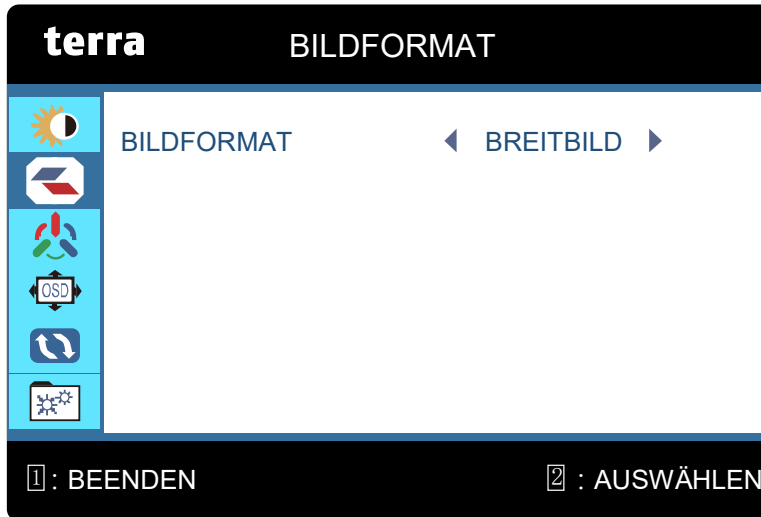 terra
BILDFORMAT
BILDFORMAT BREITBILD
OSD
1 : BEENDEN
2 : AUSWÄHLEN